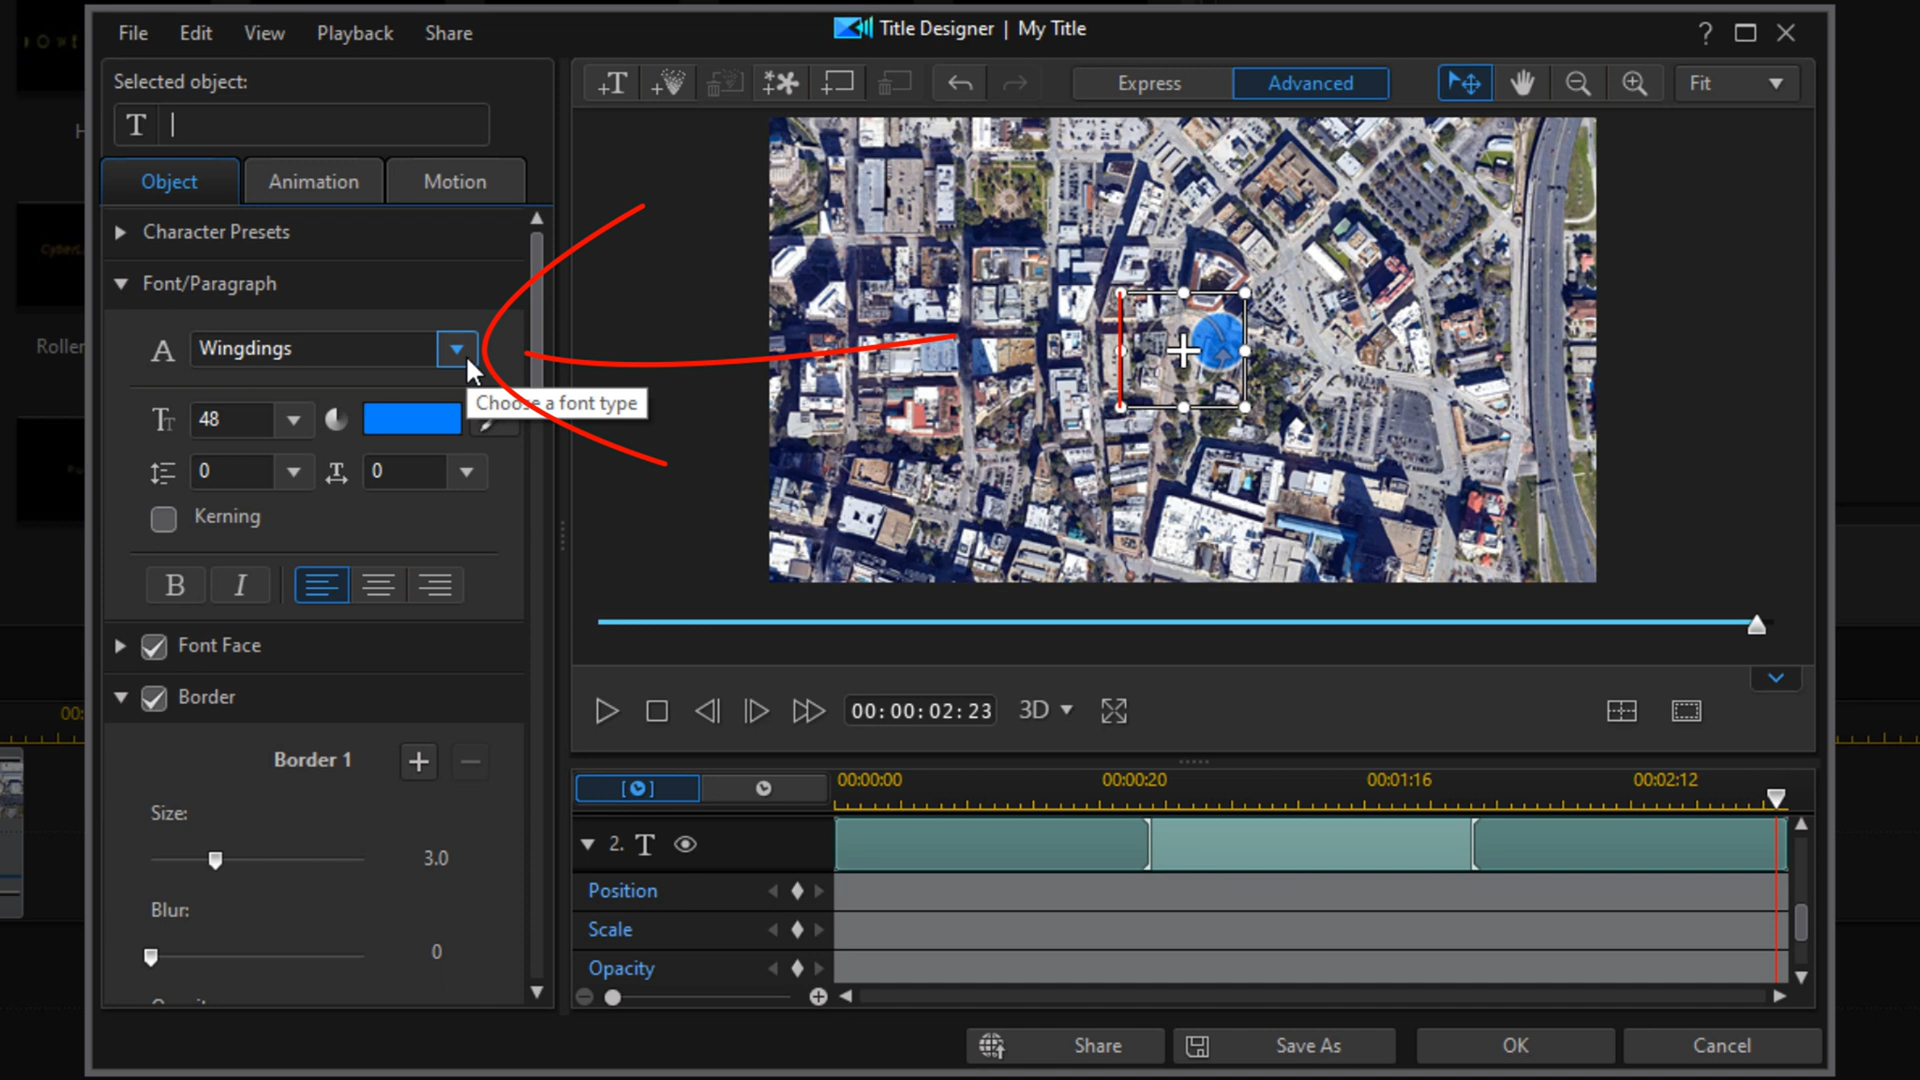 File Edit View Playback Share
Title Designer | My Title
?
Selected object:
T
Object Animation Motion
Character Presets
Font/Paragraph
A Wingdings
Choose a font type
48
0 0
Kerning
B I
Font Face
Border
Border 1
Size:
3.0
Blur:
0
Express Advanced
Fit
00:00:02:23
3D
00:00:00 00:00:20 00:01:16 00:02:12
2. T
Position
Scale
Opacity
Share Save As OK Cancel
Roller
00: